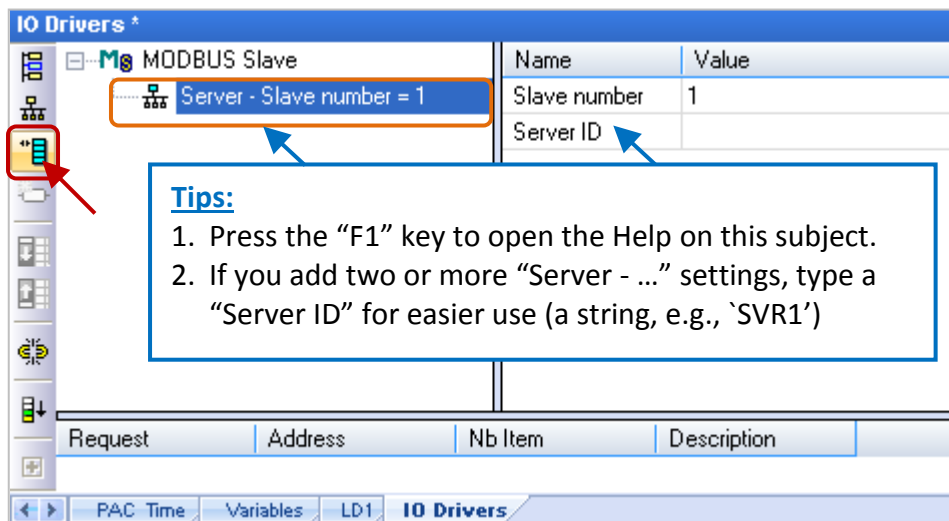 IO Drivers *
MODBUS Slave
Server - Slave number = 1
Name Value
Slave number 1
Server ID
Tips:
1. Press the “F1” key to open the Help on this subject.
2. If you add two or more “Server - …” settings, type a
“Server ID” for easier use (a string, e.g., `SVR1’)
Request Address Nb Item Description
PAC Time Variables LD1 IO Drivers